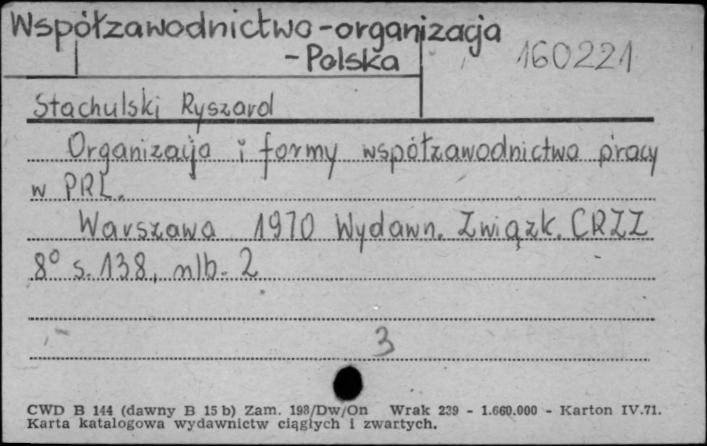 Współzawodnictwo-organizacja
-Polska
160221
Stachulski Ryszard
Organizacja i formy współzawodnictwa pracy
w PRL.
Warszawa 1970 Wydawn. Związk. CRZZ
8° s. 138, nlb. 2
3
CWD B 144 (dawny B 15 b) Zam. 198/Dw/On Wrak 239 - 1.660.000 - Karton IV.71.
Karta katalogowa wydawnictw ciągłych i zwartych.